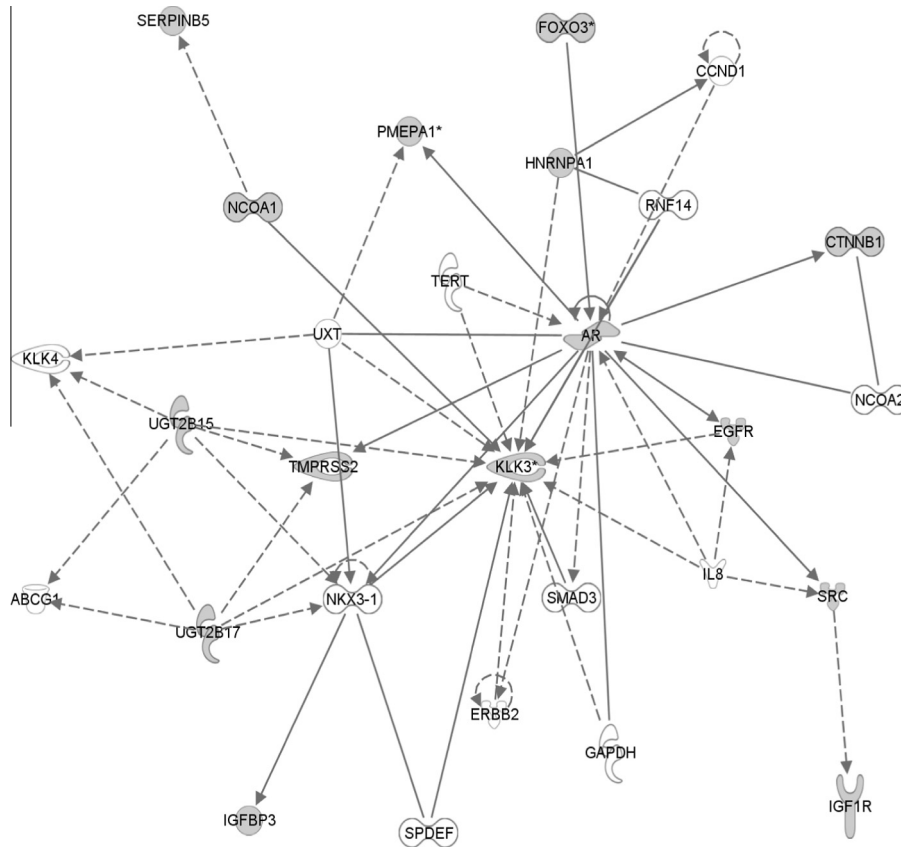 SERPINB5
FOXO3*
CCND1
PMEPA1*
HNRNPA1
NCOA1
RNF14
CTNNB1
TERT
UXT
AR
KLK4
NCOA2
UGT2B15
EGFR
TMPRSS2
KLK3*
IL8
ABCG1
NKX3-1
SMAD3
SRC
UGT2B17
ERBB2
GAPDH
IGF1R
IGFBP3
SPDEF